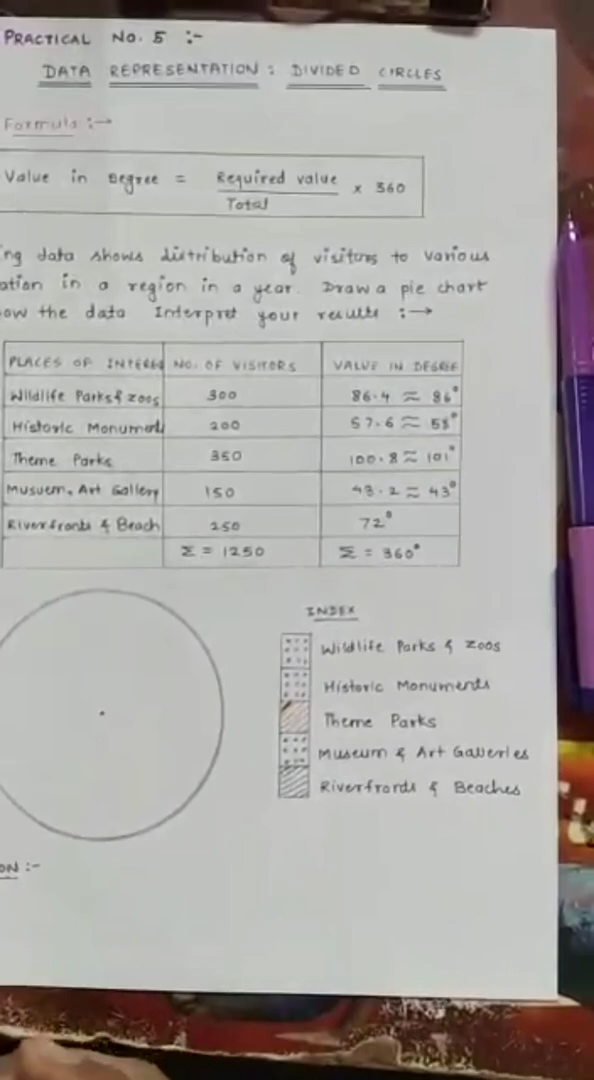 PRACTICAL No. 5 :-
DATA REPRESENTATION : DIVIDED CIRCLES
Formula :→
Value in Degree = Required value / Total × 360
ing data shows distribution of visitors to various
ation in a region in a year. Draw a pie chart
ow the data Interpret your results :→
PLACES OF INTERES NO. OF VISITORS VALUE IN DEGREE
Wildlife Parks & zoos 300 86.4 ≈ 86°
Historic Monuments 200 57.6 ≈ 58°
Theme Parks 350 100.8 ≈ 101°
Musuem, Art Gallery 150 43.2 ≈ 43°
Riverfronts & Beach 250 72°
Σ = 1250 Σ = 360°
INDEX
Wildlife Parks & Zoos
Historic Monuments
Theme Parks
Museum & Art Galleries
Riverfronts & Beaches
ON :-